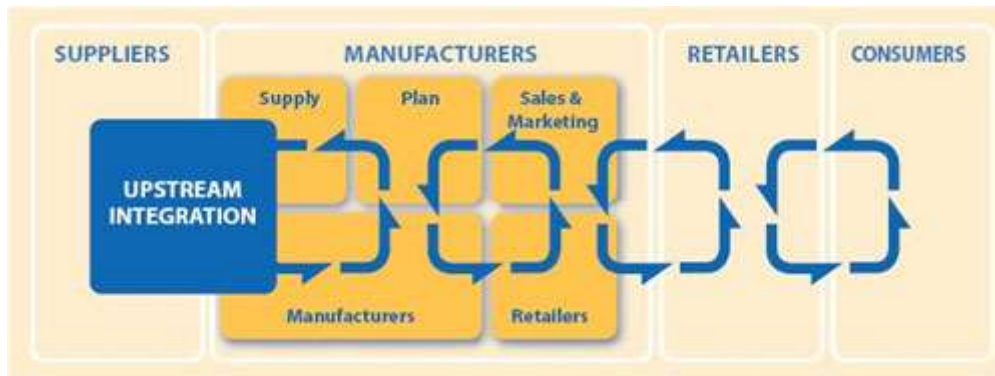 SUPPLIERS
MANUFACTURERS
RETAILERS
CONSUMERS
Supply
Plan
Sales &
Marketing
UPSTREAM
INTEGRATION
Manufacturers
Retailers